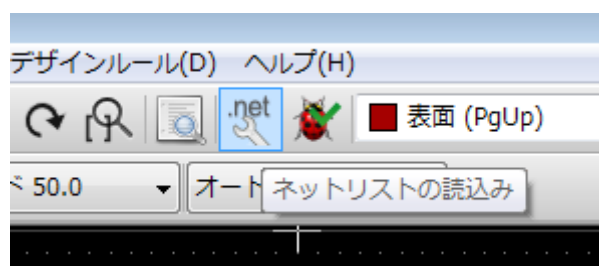 デザインルール(D) ヘルプ(H)
.net
表面 (PgUp)
50.0
オート
ネットリストの読込み